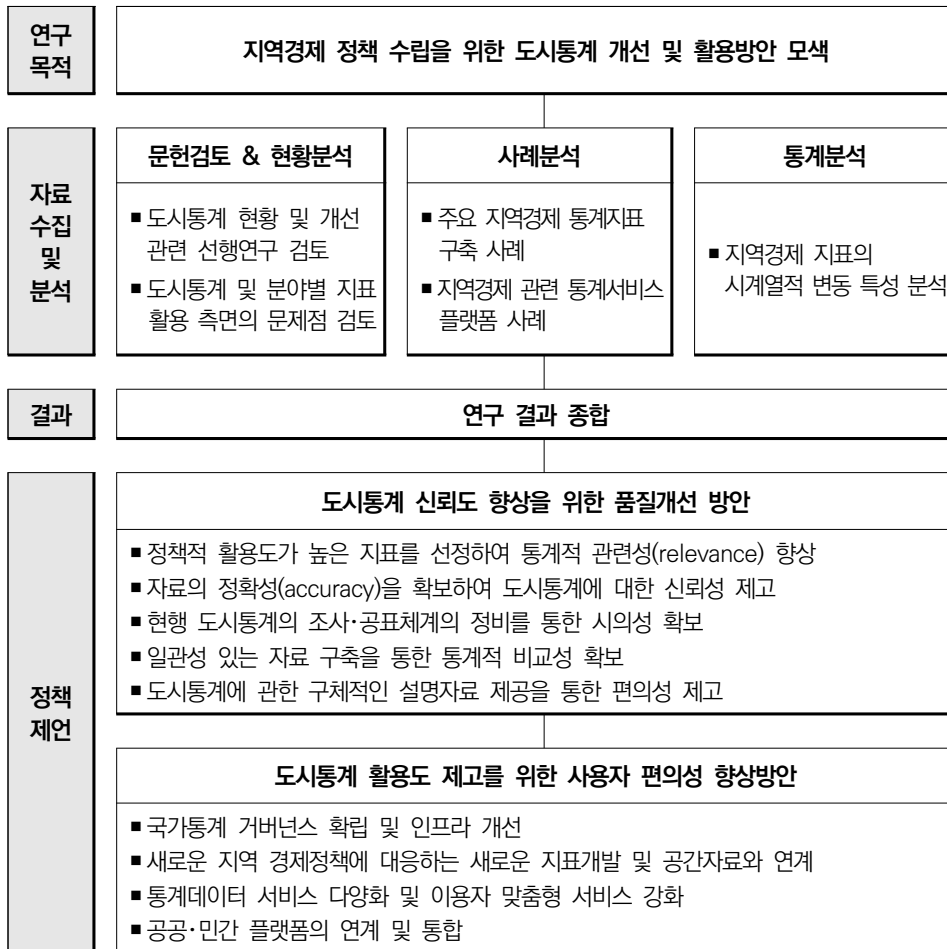 연구
목적
지역경제 정책 수립을 위한 도시통계 개선 및 활용방안 모색
자료
수집
및
분석
문헌검토 & 현황분석
■ 도시통계 현황 및 개선
관련 선행연구 검토
■ 도시통계 및 분야별 지표
활용 측면의 문제점 검토
사례분석
■ 주요 지역경제 통계지표
구축 사례
■ 지역경제 관련 통계서비스
플랫폼 사례
통계분석
■ 지역경제 지표의
시계열적 변동 특성 분석
결과
연구 결과 종합
정책
제언
도시통계 신뢰도 향상을 위한 품질개선 방안
■ 정책적 활용도가 높은 지표를 선정하여 통계적 관련성(relevance) 향상
■ 자료의 정확성(accuracy)을 확보하여 도시통계에 대한 신뢰성 제고
■ 현행 도시통계의 조사·공표체계의 정비를 통한 시의성 확보
■ 일관성 있는 자료 구축을 통한 통계적 비교성 확보
■ 도시통계에 관한 구체적인 설명자료 제공을 통한 편의성 제고
도시통계 활용도 제고를 위한 사용자 편의성 향상방안
■ 국가통계 거버넌스 확립 및 인프라 개선
■ 새로운 지역 경제정책에 대응하는 새로운 지표개발 및 공간자료와 연계
■ 통계데이터 서비스 다양화 및 이용자 맞춤형 서비스 강화
■ 공공·민간 플랫폼의 연계 및 통합